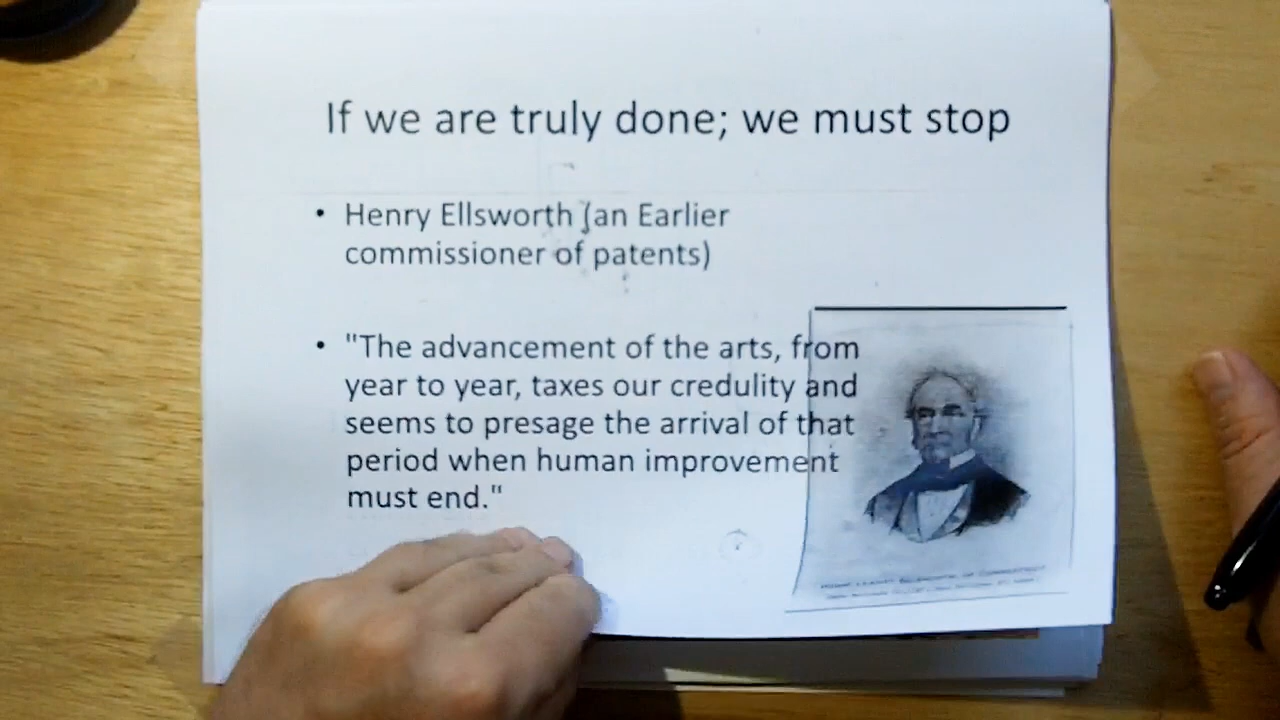 If we are truly done; we must stop
• Henry Ellsworth (an Earlier
commissioner of patents)
• "The advancement of the arts, from
year to year, taxes our credulity and
seems to presage the arrival of that
period when human improvement
must end."